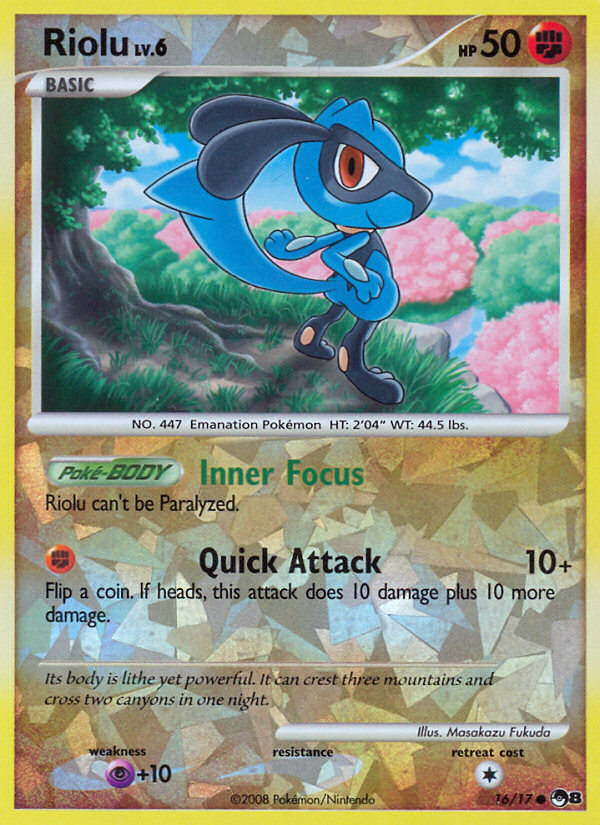 Riolu LV.6
HP 50
BASIC
NO. 447 Emanation Pokémon HT: 2'04" WT: 44.5 lbs.
Poké-BODY Inner Focus
Riolu can't be Paralyzed.
Quick Attack 10+
Flip a coin. If heads, this attack does 10 damage plus 10 more
damage.
Its body is lithe yet powerful. It can crest three mountains and
cross two canyons in one night.
Illus. Masakazu Fukuda
weakness resistance retreat cost
+10
©2008 Pokémon/Nintendo
16/17 ● 8